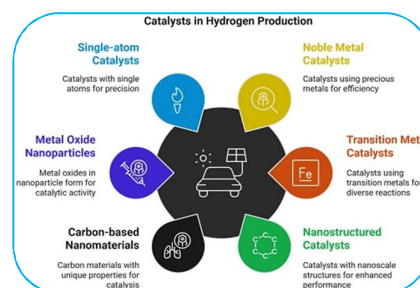 Catalysts in Hydrogen Production
Single-atom
Catalysts
Catalysts with single
atoms for precision
Noble Metal
Catalysts
Catalysts using precious
metals for efficiency
Metal Oxide
Nanoparticles
Metal oxides in
nanoparticle form for
catalytic activity
Transition Met
Catalysts
Catalysts using
transition metals for
diverse reactions
Fe
Carbon-based
Nanomaterials
Carbon materials with
unique properties for
catalysis
Nanostructured
Catalysts
Catalysts with nanoscale
structures for enhanced
performance